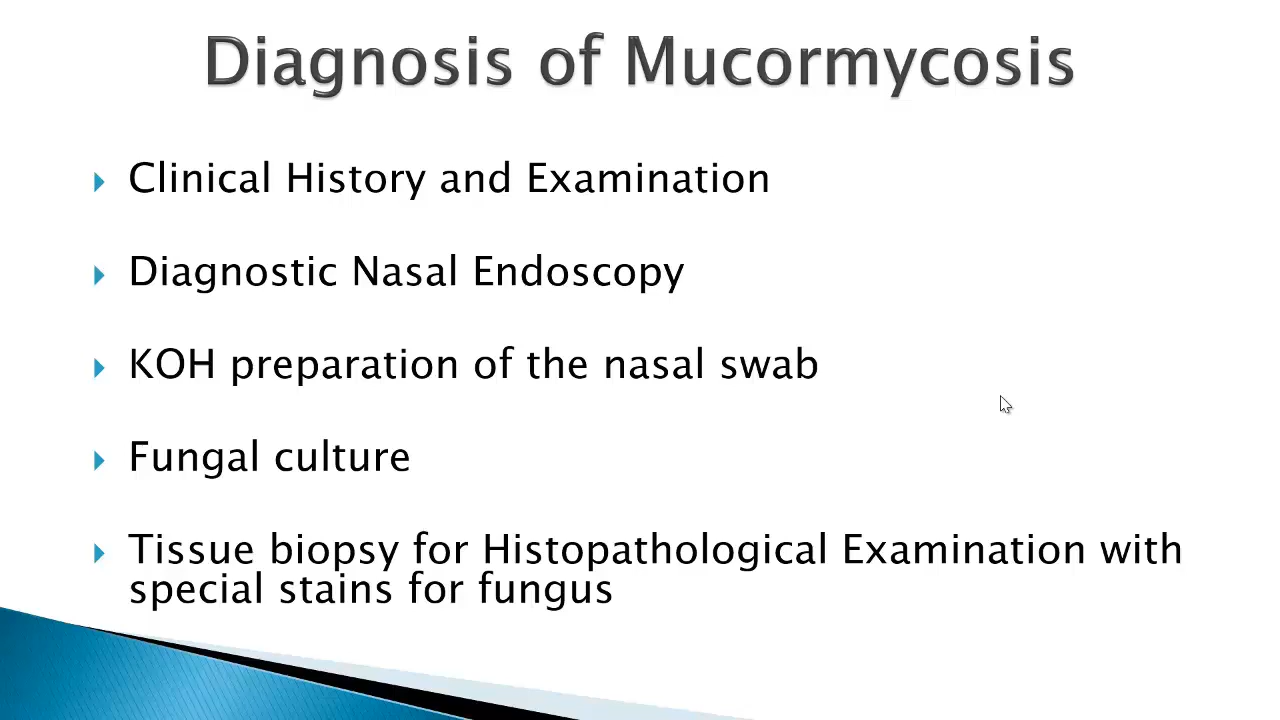 Diagnosis of Mucormycosis
Clinical History and Examination
Diagnostic Nasal Endoscopy
KOH preparation of the nasal swab
Fungal culture
Tissue biopsy for Histopathological Examination with
special stains for fungus